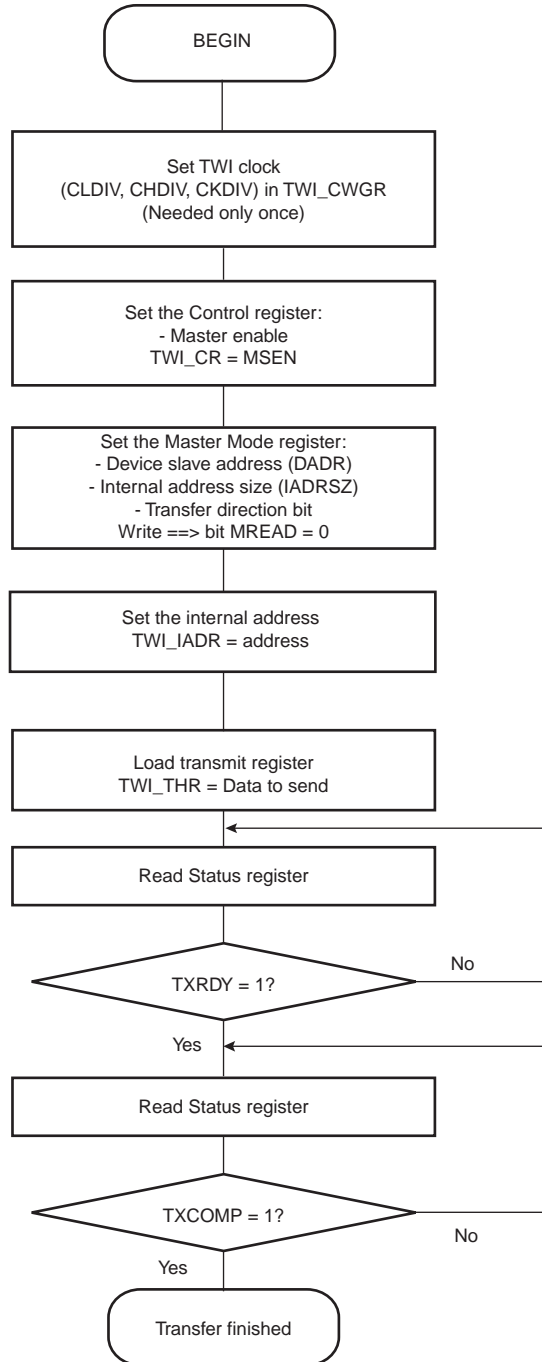 BEGIN
Set TWI clock
(CLDIV, CHDIV, CKDIV) in TWI_CWGR
(Needed only once)
Set the Control register:
- Master enable
TWI_CR = MSEN
Set the Master Mode register:
- Device slave address (DADR)
- Internal address size (IADRSZ)
- Transfer direction bit
Write ==> bit MREAD = 0
Set the internal address
TWI_IADR = address
Load transmit register
TWI_THR = Data to send
Read Status register
TXRDY = 1?
No
Yes
Read Status register
TXCOMP = 1?
No
Yes
Transfer finished